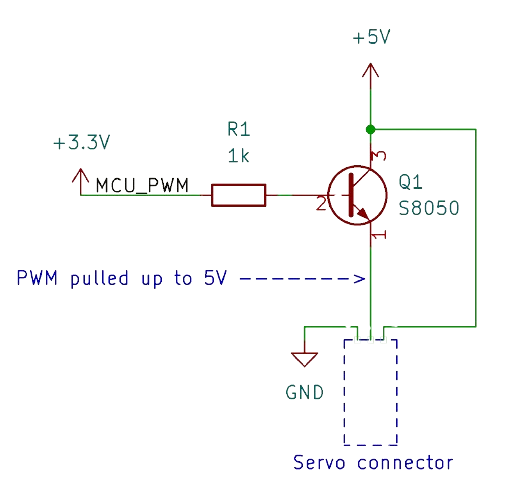 +5V
R1
1k
+3.3V
MCU_PWM
3
Q1
S8050
2
1
PWM pulled up to 5V
GND
Servo connector